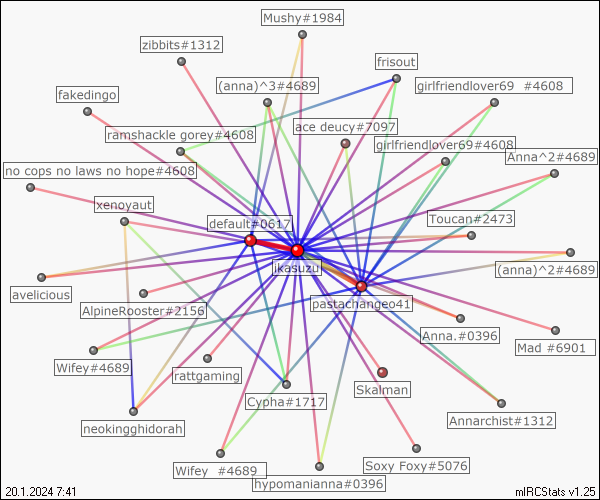 Mushy#1984
zibbits#1312
frisout
(anna)^3#4689
girlfriendlover69  #4608
fakedingo
ace deucy#7097
ramshackle gorey#4608
girlfriendlover69#4608
Anna^2#4689
no cops no laws no hope#4608
xenoyaut
default#0617
Toucan#2473
ikasuzu
(anna)^2#4689
avelicious
pastachangeo41
AlpineRooster#2156
Anna.#0396
Mad #6901
Wifey#4689
rattgaming
Skalman
Cypha#1717
Annarchist#1312
neokingghidorah
Wifey  #4689
Soxy Foxy#5076
hypomanianna#0396
20.1.2024 7:41
mIRCStats v1.25